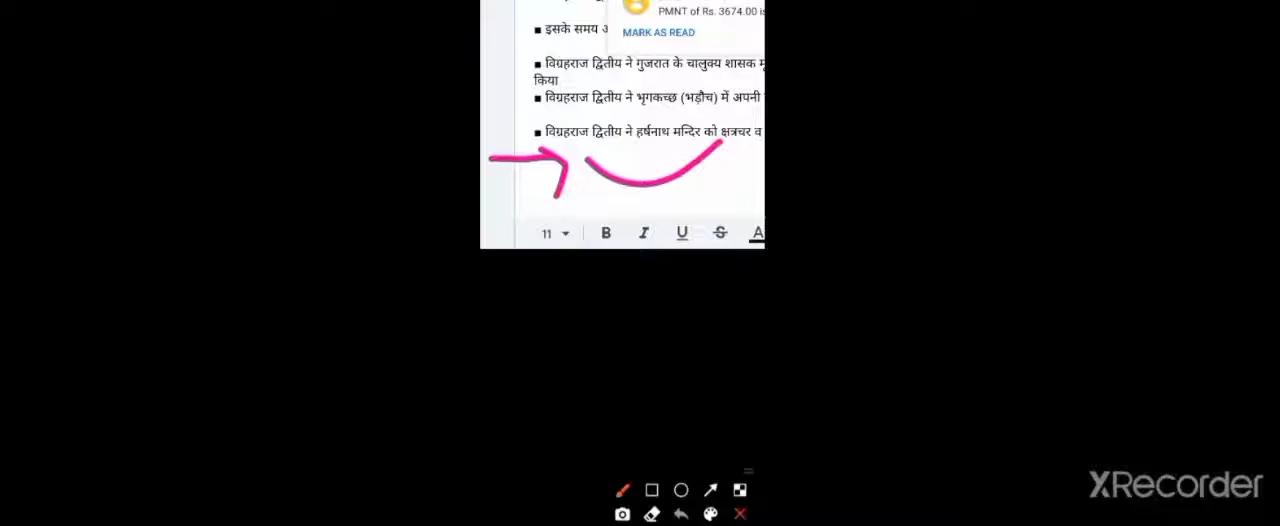 PMNT of Rs. 3674.00
MARK AS READ
■ इसके समय
■ विग्रहराज द्वितीय ने गुजरात के चालुक्य शासक
किया
■ विग्रहराज द्वितीय ने भृगकच्छ (भड़ौच) में अपनी
■ विग्रहराज द्वितीय ने हर्षनाथ मन्दिर को क्षत्रचर व
11 B I U S A
XRecorder